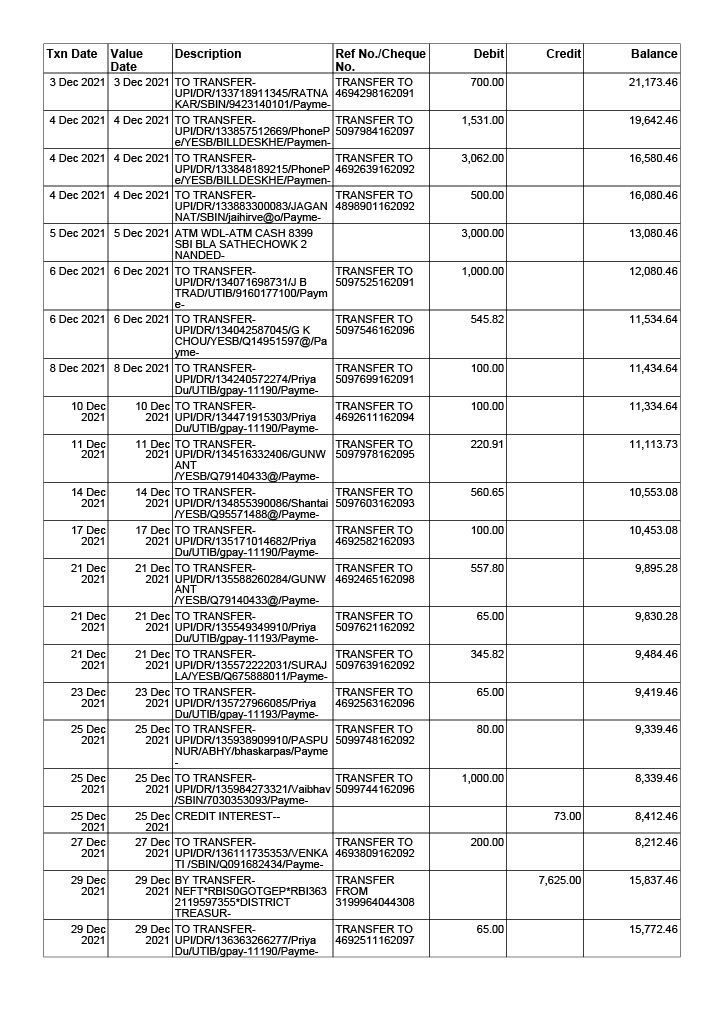 Txn Date Value Date Description Ref No./Cheque No. Debit Credit Balance
3 Dec 2021 3 Dec 2021 TO TRANSFER- TRANSFER TO 700.00 21,173.46
UPI/DR/133718911345/RATNA 4694298162091
KAR/SBIN/9423140101/Payme-
4 Dec 2021 4 Dec 2021 TO TRANSFER- TRANSFER TO 1,531.00 19,642.46
UPI/DR/133857512669/PhoneP 5097984162097
e/YESB/BILLDESKHE/Paymen-
4 Dec 2021 4 Dec 2021 TO TRANSFER- TRANSFER TO 3,062.00 16,580.46
UPI/DR/133848189215/PhoneP 4692639162092
e/YESB/BILLDESKHE/Paymen-
4 Dec 2021 4 Dec 2021 TO TRANSFER- TRANSFER TO 500.00 16,080.46
UPI/DR/133883300083/JAGAN 4898901162092
NAT/SBIN/jaihirve@o/Payme-
5 Dec 2021 5 Dec 2021 ATM WDL-ATM CASH 8399 3,000.00 13,080.46
SBI BLA SATHECHOWK 2
NANDED-
6 Dec 2021 6 Dec 2021 TO TRANSFER- TRANSFER TO 1,000.00 12,080.46
UPI/DR/134071698731/J B 5097525162091
TRAD/UTIB/9160177100/Paym
e-
6 Dec 2021 6 Dec 2021 TO TRANSFER- TRANSFER TO 545.82 11,534.64
UPI/DR/134042587045/G K 5097546162096
CHOU/YESB/Q14951597@/Pa
yme-
8 Dec 2021 8 Dec 2021 TO TRANSFER- TRANSFER TO 100.00 11,434.64
UPI/DR/134240572274/Priya 5097699162091
Du/UTIB/gpay-11190/Payme-
10 Dec 10 Dec TO TRANSFER- TRANSFER TO 100.00 11,334.64
2021 2021 UPI/DR/134471915303/Priya 4692611162094
Du/UTIB/gpay-11190/Payme-
11 Dec 11 Dec TO TRANSFER- TRANSFER TO 220.91 11,113.73
2021 2021 UPI/DR/134516332406/GUNW 5097978162095
ANT
/YESB/Q79140433@/Payme-
14 Dec 14 Dec TO TRANSFER- TRANSFER TO 560.65 10,553.08
2021 2021 UPI/DR/134855390086/Shantai 5097603162093
/YESB/Q95571488@/Payme-
17 Dec 17 Dec TO TRANSFER- TRANSFER TO 100.00 10,453.08
2021 2021 UPI/DR/135171014682/Priya 4692582162093
Du/UTIB/gpay-11190/Payme-
21 Dec 21 Dec TO TRANSFER- TRANSFER TO 557.80 9,895.28
2021 2021 UPI/DR/135588260284/GUNW 4692465162098
ANT
/YESB/Q79140433@/Payme-
21 Dec 21 Dec TO TRANSFER- TRANSFER TO 65.00 9,830.28
2021 2021 UPI/DR/135549349910/Priya 5097621162092
Du/UTIB/gpay-11193/Payme-
21 Dec 21 Dec TO TRANSFER- TRANSFER TO 345.82 9,484.46
2021 2021 UPI/DR/135572222031/SURAJ 5097639162092
LA/YESB/Q675888011/Payme-
23 Dec 23 Dec TO TRANSFER- TRANSFER TO 65.00 9,419.46
2021 2021 UPI/DR/135727966085/Priya 4692563162096
Du/UTIB/gpay-11193/Payme-
25 Dec 25 Dec TO TRANSFER- TRANSFER TO 80.00 9,339.46
2021 2021 UPI/DR/135938909910/PASPU 5099748162092
NUR/ABHY/bhaskarpas/Payme
-
25 Dec 25 Dec TO TRANSFER- TRANSFER TO 1,000.00 8,339.46
2021 2021 UPI/DR/135984273321/Vaibhav 5099744162096
/SBIN/7030353093/Payme-
25 Dec 25 Dec CREDIT INTEREST-- 73.00 8,412.46
2021 2021
27 Dec 27 Dec TO TRANSFER- TRANSFER TO 200.00 8,212.46
2021 2021 UPI/DR/136111735353/VENKA 4693809162092
TI /SBIN/Q091682434/Payme-
29 Dec 29 Dec BY TRANSFER- TRANSFER 7,625.00 15,837.46
2021 2021 NEFT*RBIS0GOTGEP*RBI363 FROM
2119597355*DISTRICT 3199964044308
TREASUR-
29 Dec 29 Dec TO TRANSFER- TRANSFER TO 65.00 15,772.46
2021 2021 UPI/DR/136363266277/Priya 4692511162097
Du/UTIB/gpay-11190/Payme-